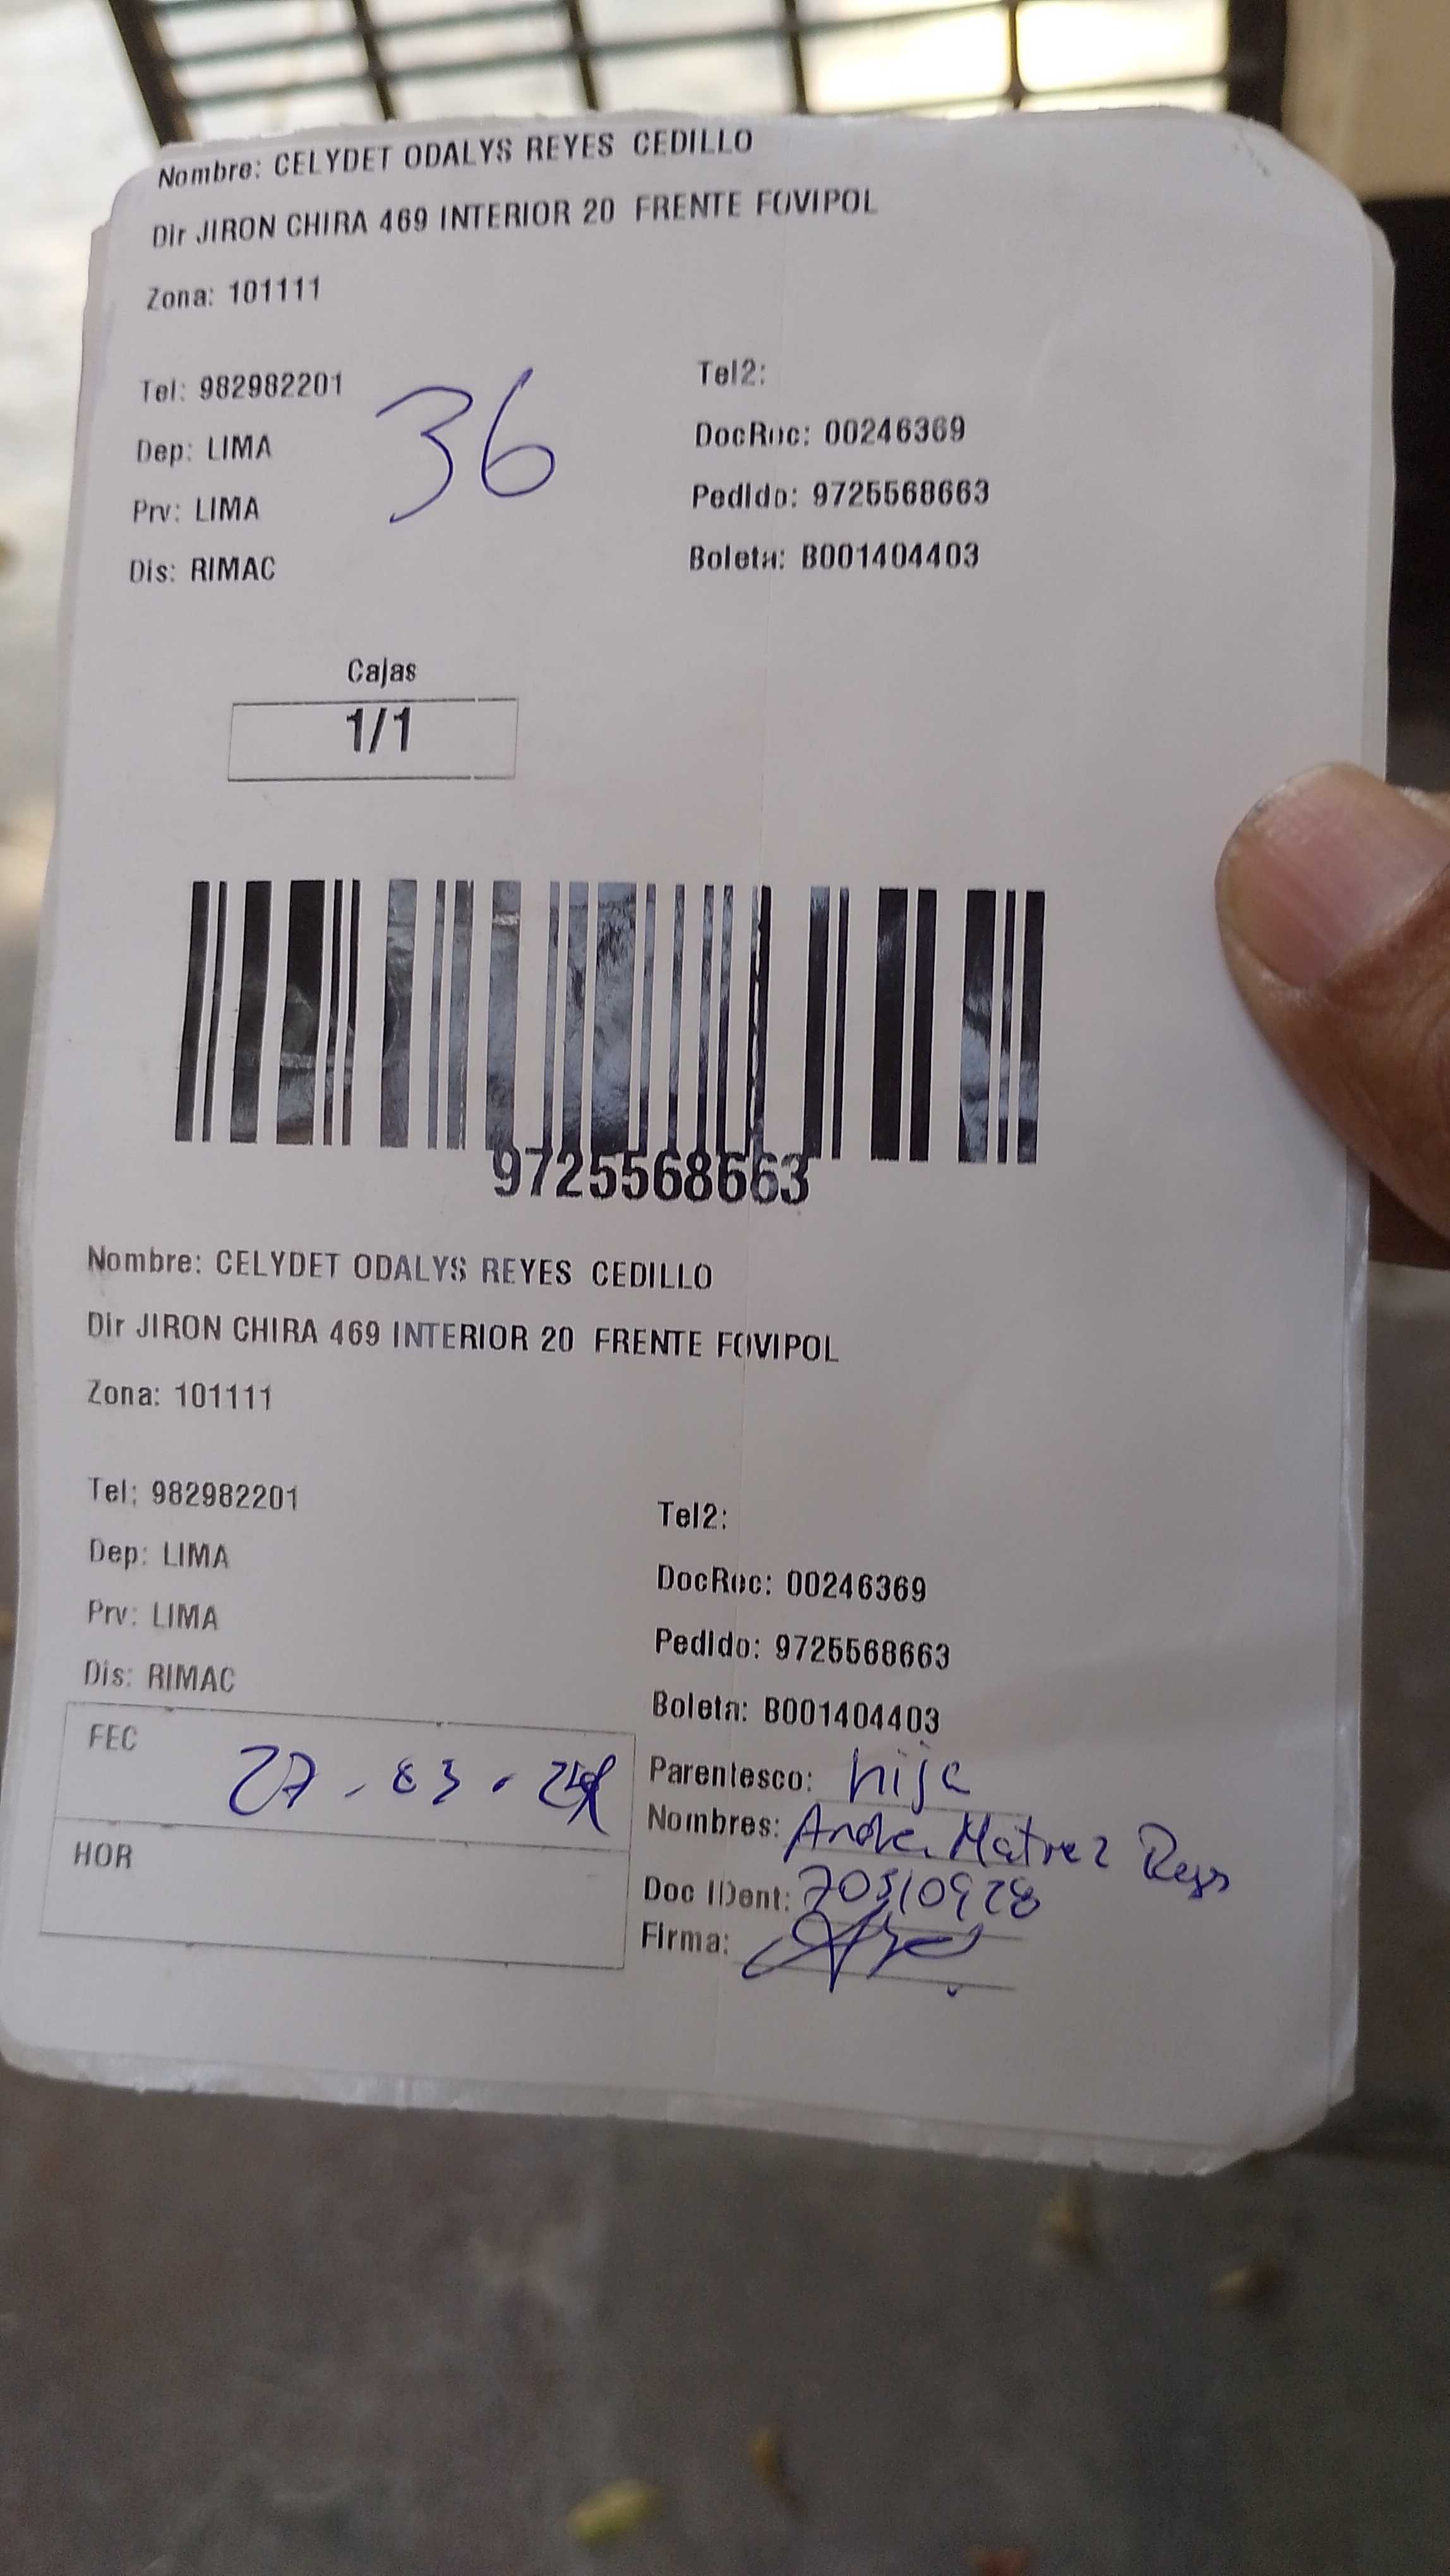 Nombre: CELYDET ODALYS REYES CEDILLO
Dir JIRON CHIRA 469 INTERIOR 20 FRENTE FOVIPOL
Zona: 101111
Tel: 982982201
Tel2:
36
Dep: LIMA
DocRec: 00246369
Prv: LIMA
Pedido: 9725568663
Dis: RIMAC
Boleta: B001404403
Cajas
1/1
9725568663
Nombre: CELYDET ODALYS REYES CEDILLO
Dir JIRON CHIRA 469 INTERIOR 20 FRENTE FOVIPOL
Zona: 101111
Tel: 982982201
Tel2:
Dep: LIMA
DocRec: 00246369
Prv: LIMA
Pedido: 9725568663
Dis: RIMAC
Boleta: B001404403
FEC 27.03.
Parentesco: hija
Nombres:
HOR
Doc IDent:
Firma: